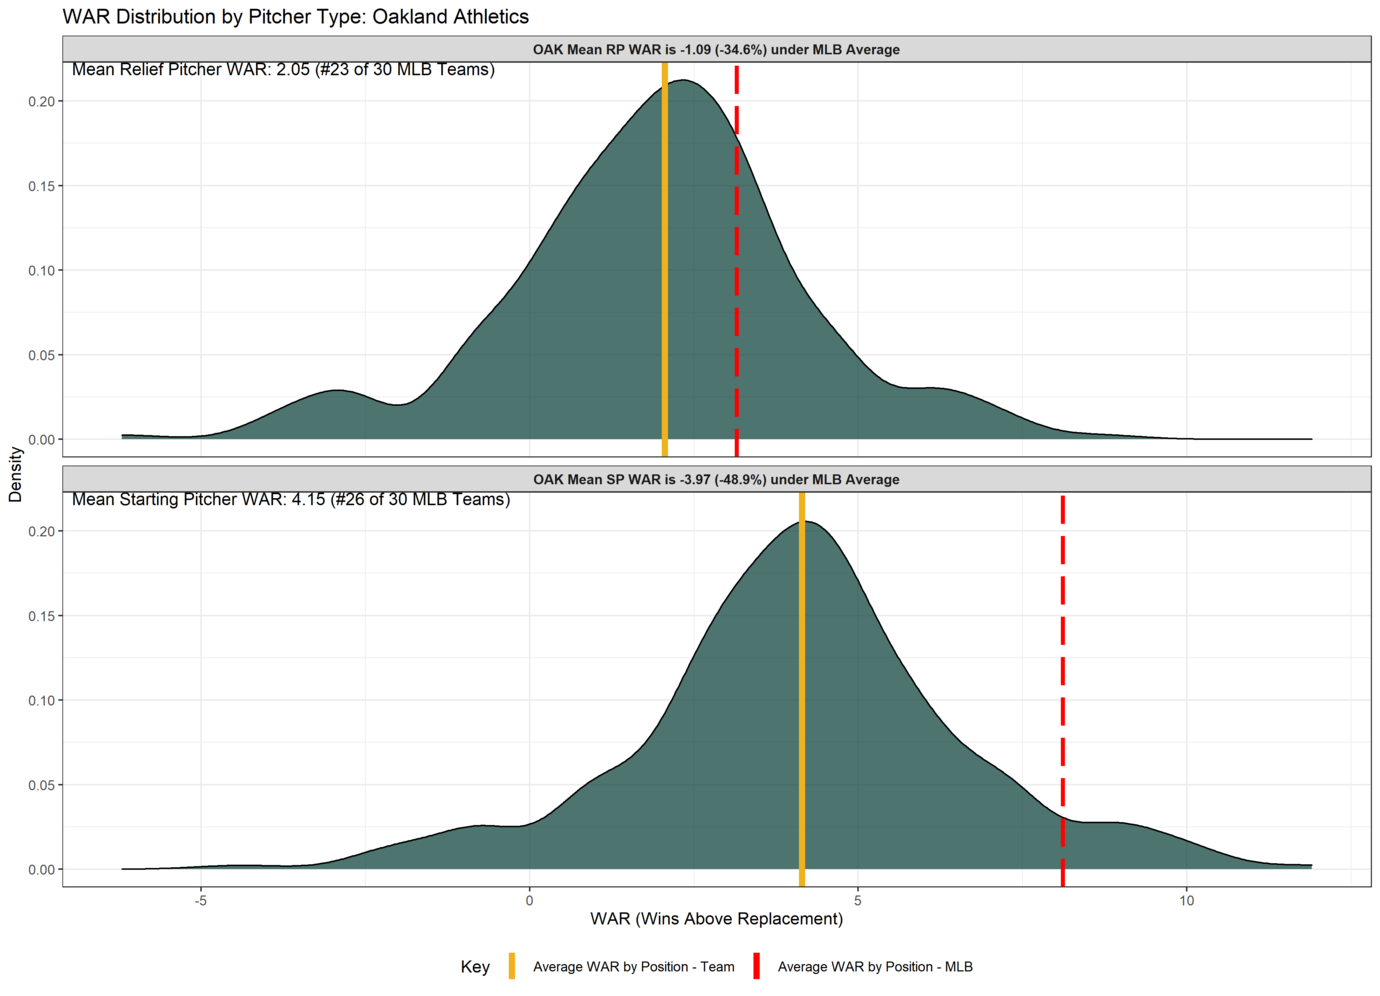 WAR Distribution by Pitcher Type: Oakland Athletics
OAK Mean RP WAR is -1.09 (-34.6%) under MLB Average
Mean Relief Pitcher WAR: 2.05 (#23 of 30 MLB Teams)
0.20
0.15
0.10
0.05
0.00
Density
OAK Mean SP WAR is -3.97 (-48.9%) under MLB Average
Mean Starting Pitcher WAR: 4.15 (#26 of 30 MLB Teams)
0.20
0.15
0.10
0.05
0.00
-5 0 5 10
WAR (Wins Above Replacement)
Key Average WAR by Position - Team Average WAR by Position - MLB